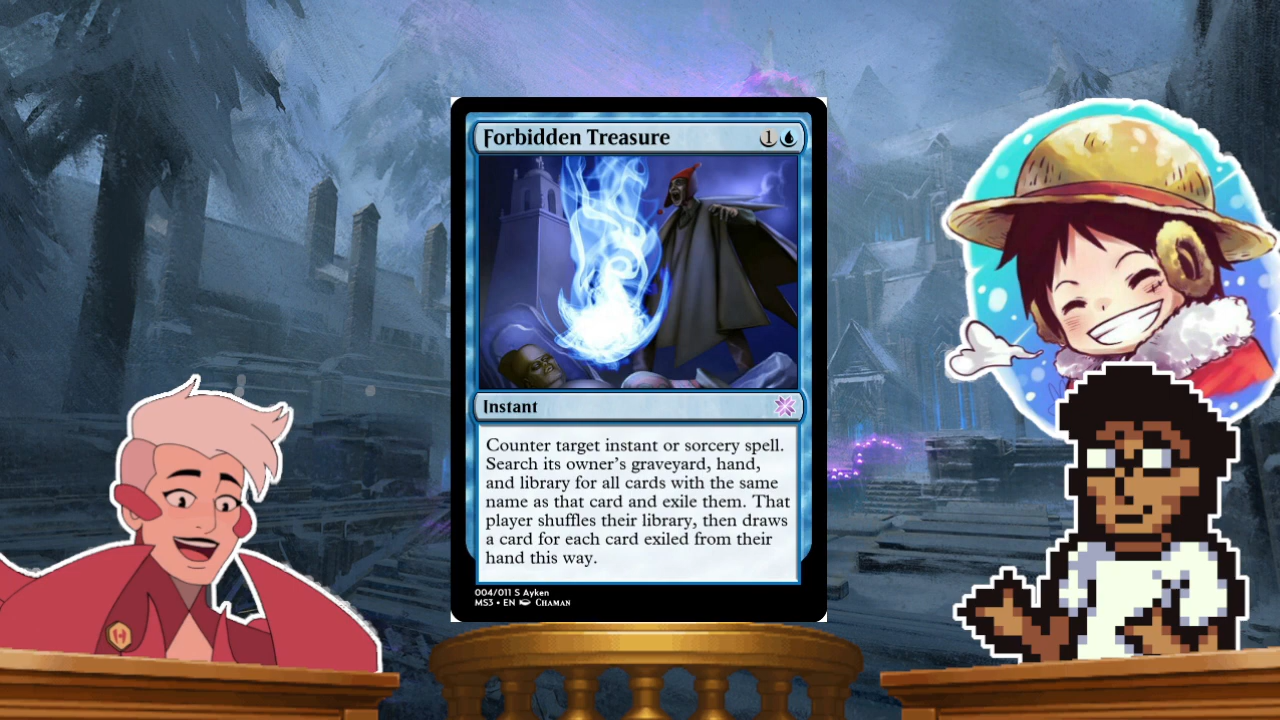 Forbidden Treasure 1
Instant
Counter target instant or sorcery spell.
Search its owner's graveyard, hand,
and library for all cards with the same
name as that card and exile them. That
player shuffles their library, then draws
a card for each card exiled from their
hand this way.
004/011 S Ayken
MS3 • EN Chaman